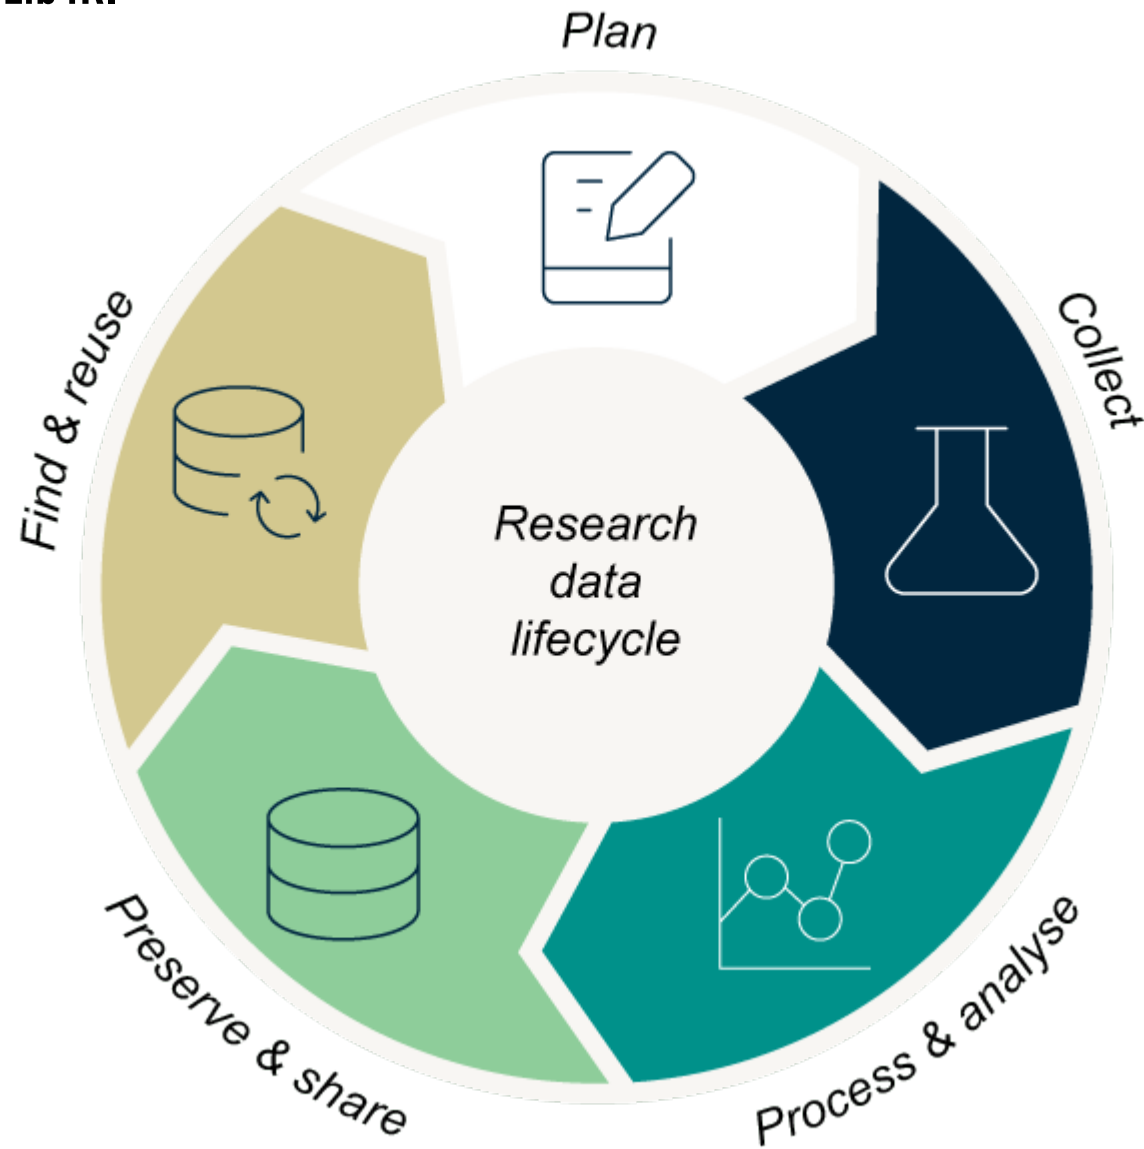 Plan
Collect
Process & analyse
Preserve & share
Find & reuse
Research
data
lifecycle